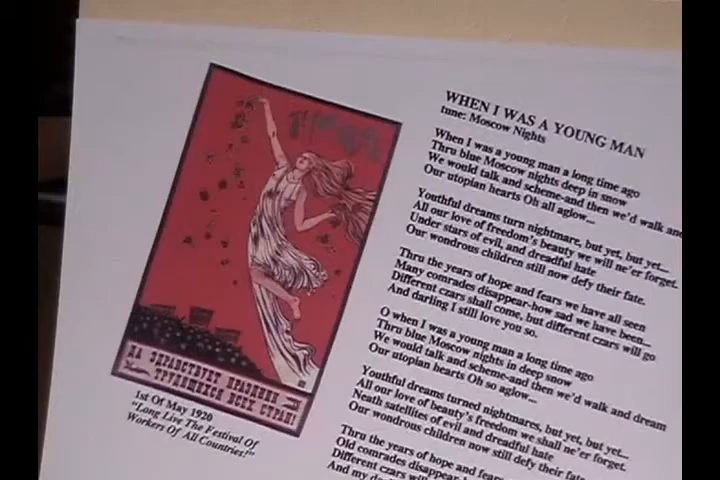 ДА ЗДРАВСТВУЕТ ПРАЗДНИК
ТРУДЯЩИХСЯ ВСЕХ СТРАН!
1st Of May 1920
"Long Live The Festival Of
Workers Of All Countries!"
WHEN I WAS A YOUNG MAN
tune: Moscow Nights
When I was a young man a long time ago
Thru blue Moscow nights deep in snow
We would talk and scheme-and then we'd walk and
Our utopian hearts Oh all aglow...
Youthful dreams turn nightmare, but yet, but yet...
All our love of freedom's beauty we will ne'er forget.
Under stars of evil, and dreadful hate
Our wondrous children still now defy their fate.
Thru the years of hope and fears we have all seen
Many comrades disappear-how sad we have been...
Different czars shall come, but different czars will go
And darling I still love you so.
O when I was a young man a long time ago
Thru blue Moscow nights in deep snow
We would talk and scheme-and then we'd walk and dream
Our utopian hearts Oh so aglow...
Youthful dreams turned nightmares, but yet, but yet...
All our love of beauty's freedom we shall ne'er forget.
Neath satellites of evil and dreadful hate
Our wondrous children now still defy their fate.
Thru the years of hope and fears
Old comrades disappear-
Different czars will
And my